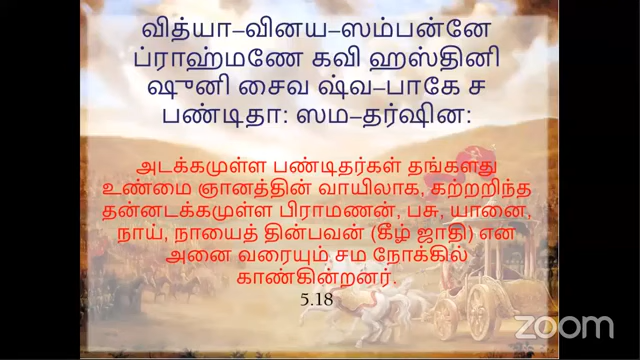 வித்யா–வினய–ஸம்பன்னே
ப்ராஹ்மணே கவி ஹஸ்தினி
ஷுனி சைவ ஷ்வ–பாகே ச
பண்டிதா: ஸம–தர்ஷின:
அடக்கமுள்ள பண்டிதர்கள் தங்களது
உண்மை ஞானத்தின் வாயிலாக, கற்றறிந்த
தன்னடக்கமுள்ள பிராமணன், பசு, யானை,
நாய், நாயைத் தின்பவன் (கீழ் ஜாதி) என
அனை வரையும் சம நோக்கில்
காண்கின்றனர்.
5.18
zoom